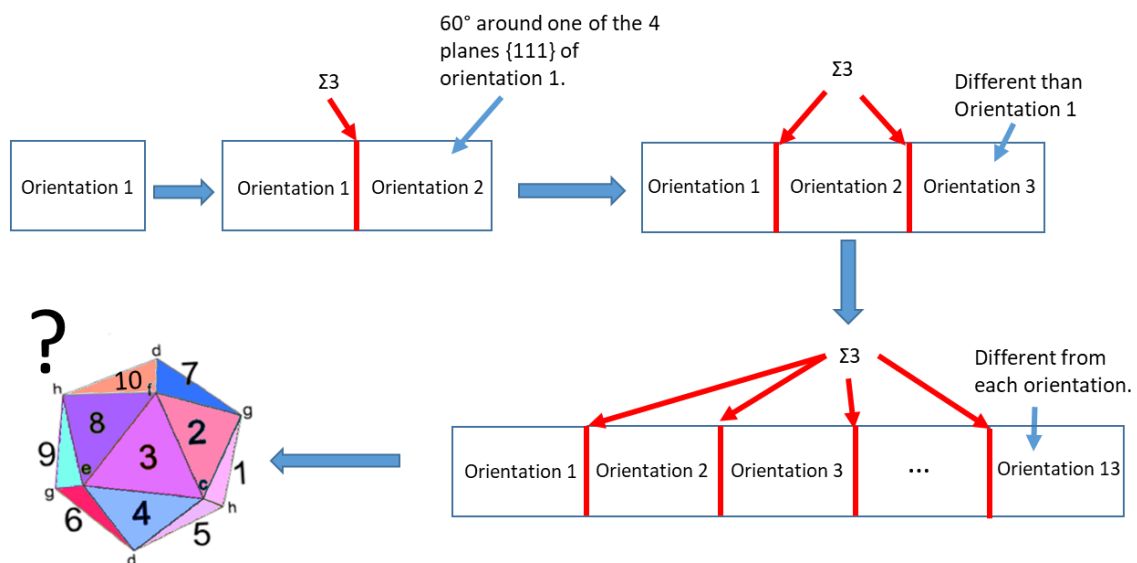 60° around one of the 4
planes {111} of
orientation 1.
Σ3
Σ3
Different than
Orientation 1
Orientation 1
Orientation 1
Orientation 2
Orientation 1
Orientation 2
Orientation 3
?
Σ3
Different from
each orientation.
d
10
7
h
f
g
8
2
9
3
1
e
c
g
h
6
4
5
d
Orientation 1
Orientation 2
Orientation 3
...
Orientation 13